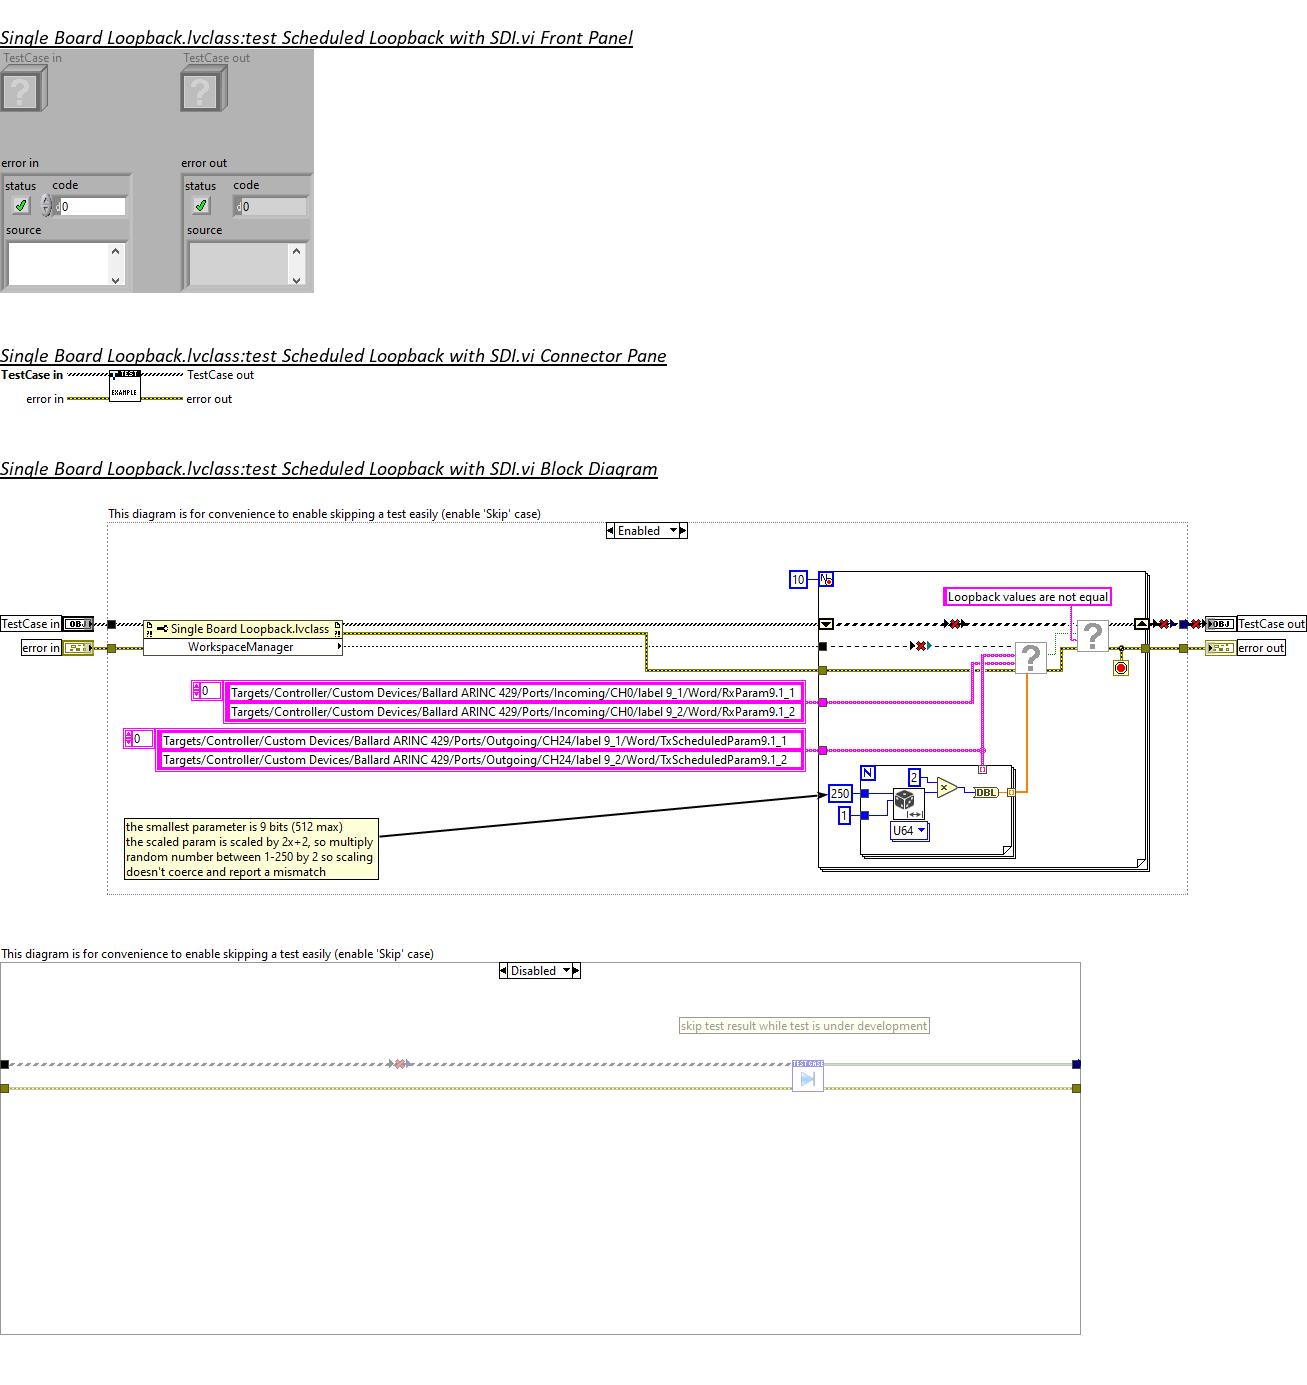 Single Board Loopback.lvclass:test Scheduled Loopback with SDI.vi Front Panel
TestCase in
TestCase out
?
?
error in
error out
status
code
status
code
0
0
source
source
Single Board Loopback.lvclass:test Scheduled Loopback with SDI.vi Connector Pane
TestCase in
TEST
EXAMPLE
TestCase out
error in
error out
Single Board Loopback.lvclass:test Scheduled Loopback with SDI.vi Block Diagram
This diagram is for convenience to enable skipping a test easily (enable 'Skip' case)
Enabled
10
N
Loopback values are not equal
TestCase in
OBJ
Single Board Loopback.lvclass
?
OBJ
TestCase out
error in
WorkspaceManager
?
error out
0
Targets/Controller/Custom Devices/Ballard ARINC 429/Ports/Incoming/CH0/label 9_1/Word/RxParam9.1_1
Targets/Controller/Custom Devices/Ballard ARINC 429/Ports/Incoming/CH0/label 9_2/Word/RxParam9.1_2
0
Targets/Controller/Custom Devices/Ballard ARINC 429/Ports/Outgoing/CH24/label 9_1/Word/TxScheduledParam9.1_1
Targets/Controller/Custom Devices/Ballard ARINC 429/Ports/Outgoing/CH24/label 9_2/Word/TxScheduledParam9.1_2
N
2
250
DBL
1
U64
the smallest parameter is 9 bits (512 max)
the scaled param is scaled by 2x+2, so multiply
random number between 1-250 by 2 so scaling
doesn't coerce and report a mismatch
This diagram is for convenience to enable skipping a test easily (enable 'Skip' case)
Disabled
skip test result while test is under development
TEST CASE